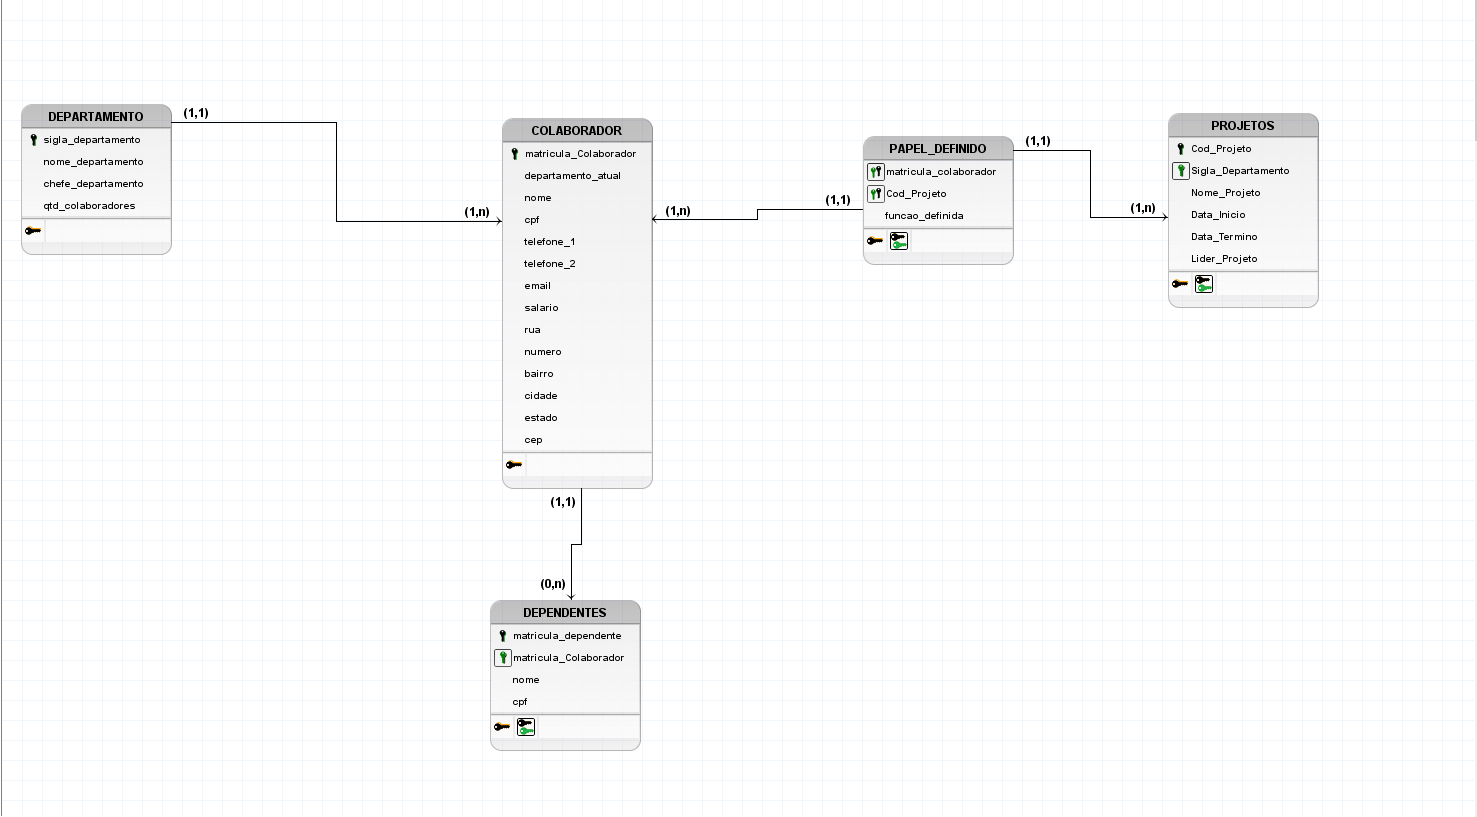 DEPARTAMENTO
sigla_departamento
nome_departamento
chefe_departamento
qtd_colaboradores
(1,1)
(1,n)
COLABORADOR
matricula_Colaborador
departamento_atual
nome
cpf
telefone_1
telefone_2
email
salario
rua
numero
bairro
cidade
estado
cep
(1,n)
(1,1)
PAPEL_DEFINIDO
matricula_colaborador
Cod_Projeto
funcao_definida
(1,1)
(1,n)
PROJETOS
Cod_Projeto
Sigla_Departamento
Nome_Projeto
Data_Inicio
Data_Termino
Lider_Projeto
(1,1)
(0,n)
DEPENDENTES
matricula_dependente
matricula_Colaborador
nome
cpf